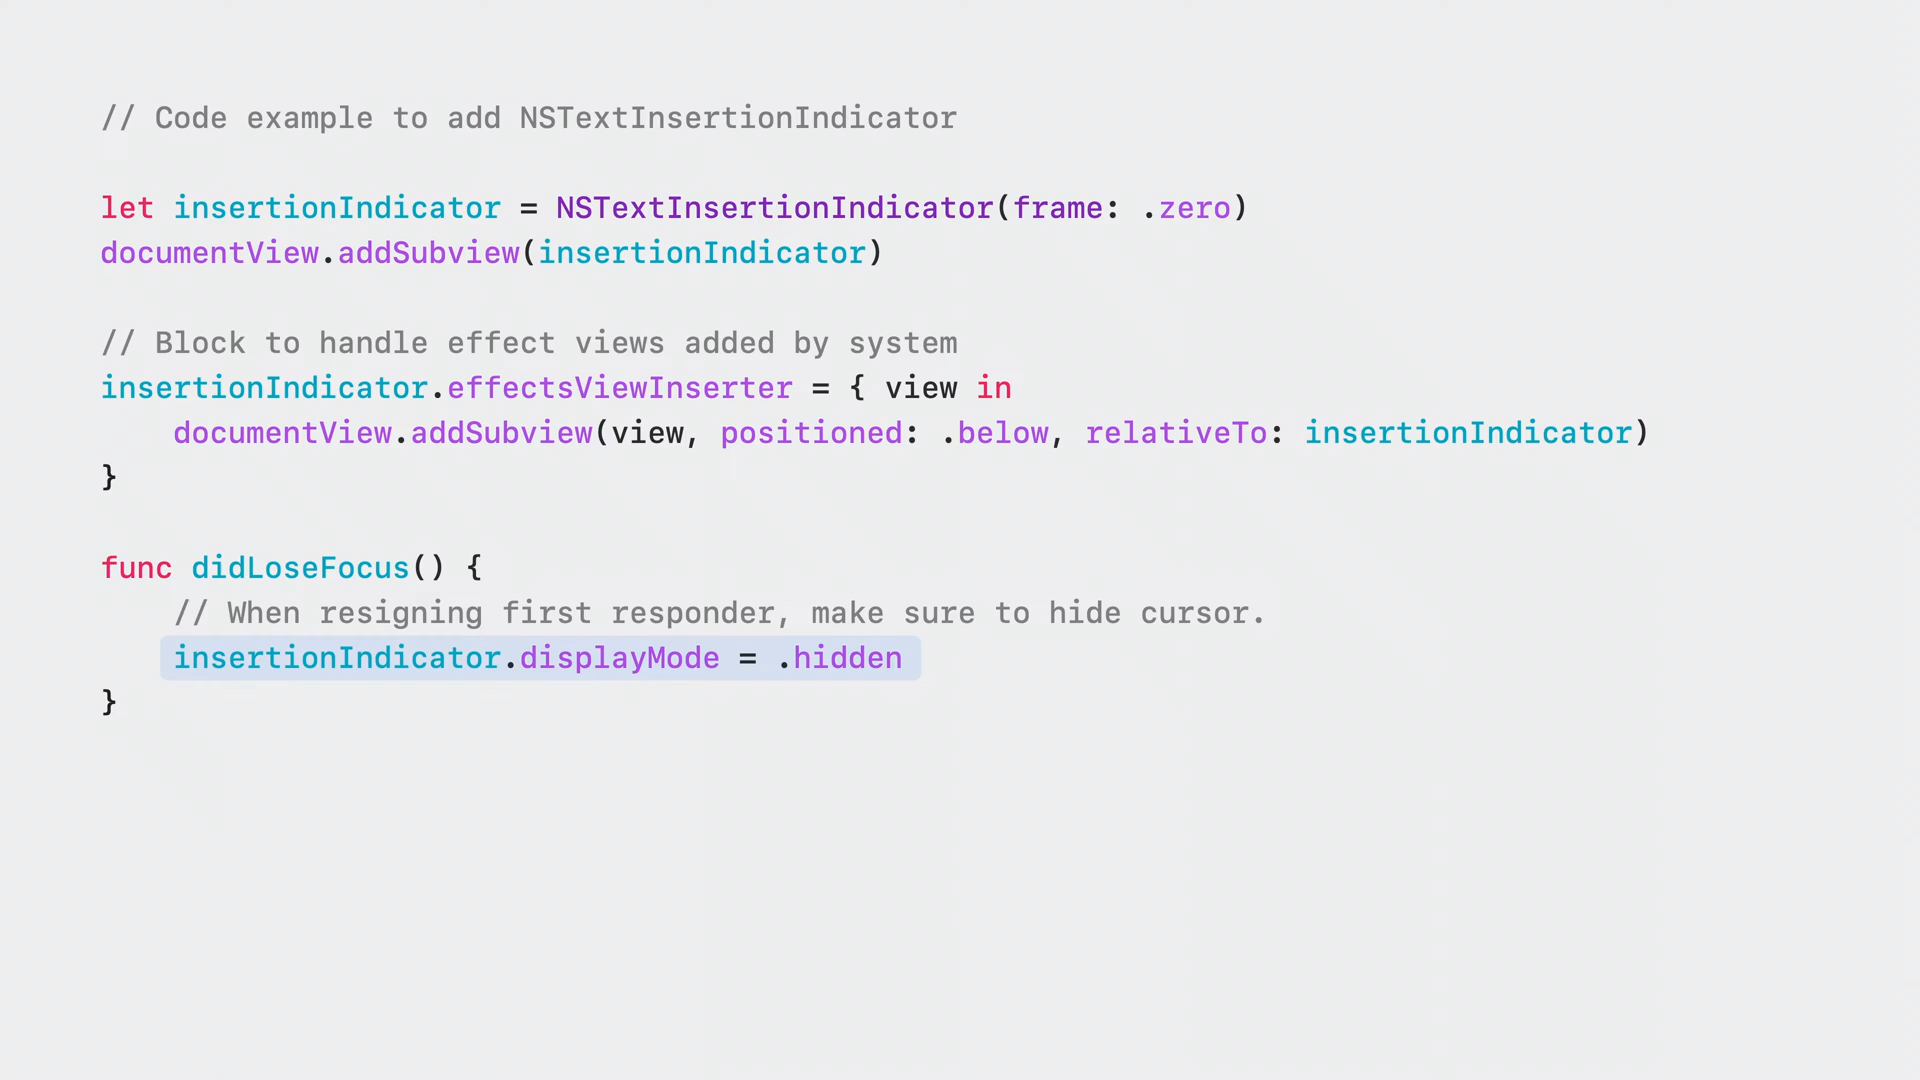 // Code example to add NSTextInsertionIndicator
let insertionIndicator = NSTextInsertionIndicator(frame: .zero)
documentView.addSubview(insertionIndicator)
// Block to handle effect views added by system
insertionIndicator.effectsViewInserter = { view in
    documentView.addSubview(view, positioned: .below, relativeTo: insertionIndicator)
}
func didLoseFocus() {
    // When resigning first responder, make sure to hide cursor.
    insertionIndicator.displayMode = .hidden
}